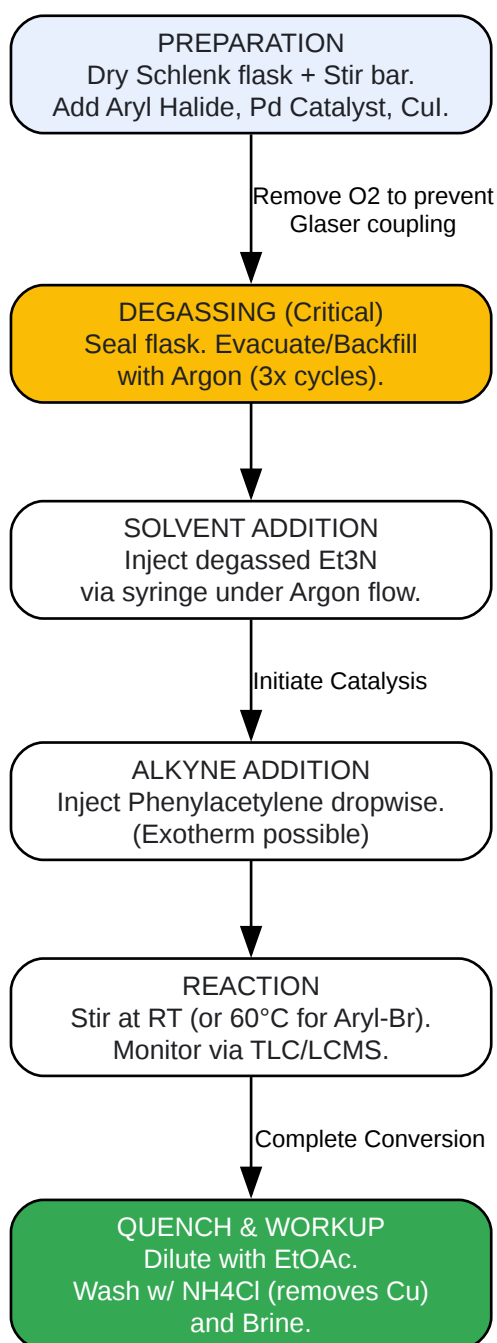 PREPARATION
Dry Schlenk flask + Stir bar.
Add Aryl Halide, Pd Catalyst, CuI.
Remove O2 to prevent
Glaser coupling
DEGASSING (Critical)
Seal flask. Evacuate/Backfill
with Argon (3x cycles).
SOLVENT ADDITION
Inject degassed Et3N
via syringe under Argon flow.
Initiate Catalysis
ALKYNE ADDITION
Inject Phenylacetylene dropwise.
(Exotherm possible)
REACTION
Stir at RT (or 60°C for Aryl-Br).
Monitor via TLC/LCMS.
Complete Conversion
QUENCH & WORKUP
Dilute with EtOAc.
Wash w/ NH4Cl (removes Cu)
and Brine.